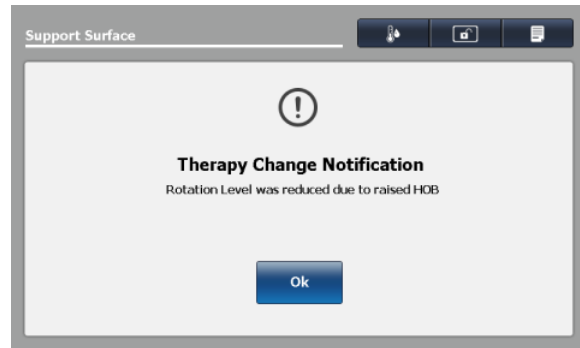 Support Surface
Therapy Change Notification
Rotation Level was reduced due to raised HOB
Ok